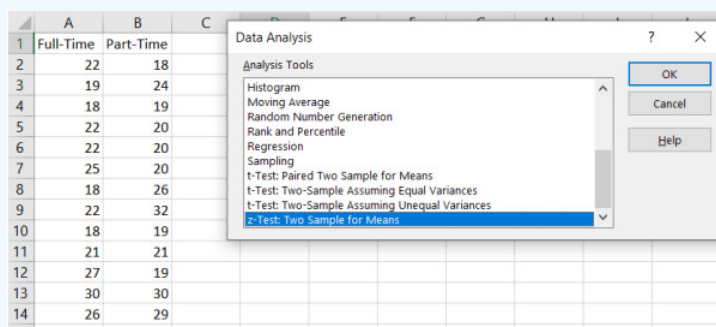 A B C
Data Analysis ? ×
1 Full-Time Part-Time
2 22 18
3 19 24
4 18 19
5 22 20
6 22 20
7 25 20
8 18 26
9 22 32
10 18 19
11 21 21
12 27 19
13 30 30
14 26 29
Analysis Tools
Histogram
Moving Average
Random Number Generation
Rank and Percentile
Regression
Sampling
t-Test: Paired Two Sample for Means
t-Test: Two-Sample Assuming Equal Variances
t-Test: Two-Sample Assuming Unequal Variances
z-Test: Two Sample for Means
OK
Cancel
Help